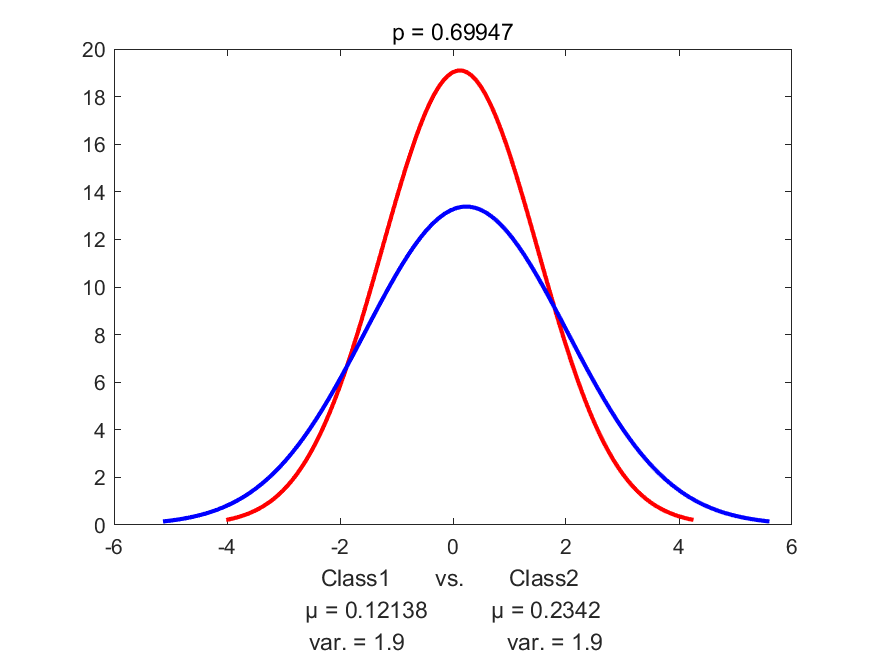 p = 0.69947
20
18
16
14
12
10
8
6
4
2
0
-6 -4 -2 0 2 4 6
Class1 vs. Class2
μ = 0.12138 μ = 0.2342
var. = 1.9 var. = 1.9